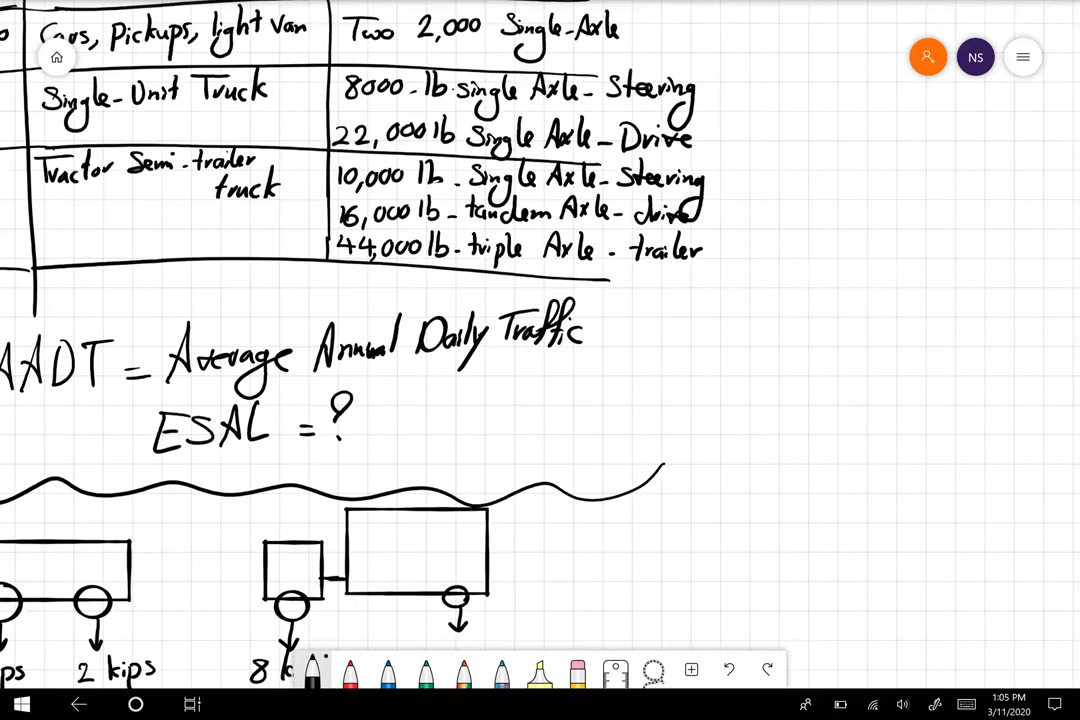 Cars, Pickups, light van
Two 2,000 Single-Axle
NS
Single-Unit Truck
8000-lb. Single Axle-Steering
22,000 lb Single Axle-Drive
Tractor Semi-trailer
truck
10,000 lb-Single Axle-Steering
16,000 lb-tandem Axle-drive
44,000 lb-triple Axle-trailer
AADT = Average Annual Daily Traffic
ESAL = ?
ps
2 kips
8 k
1:05 PM
3/11/2020